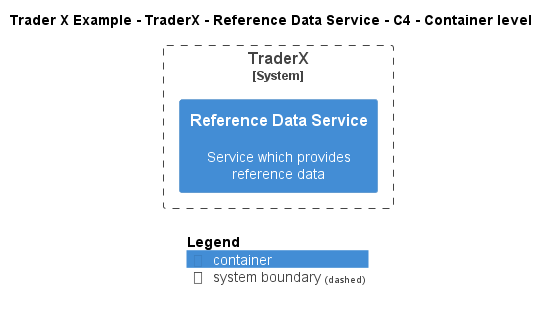 Trader X Example - TraderX - Reference Data Service - C4 - Container level
TraderX
[System]
Reference Data Service
Service which provides
reference data
Legend
container
system boundary (dashed)